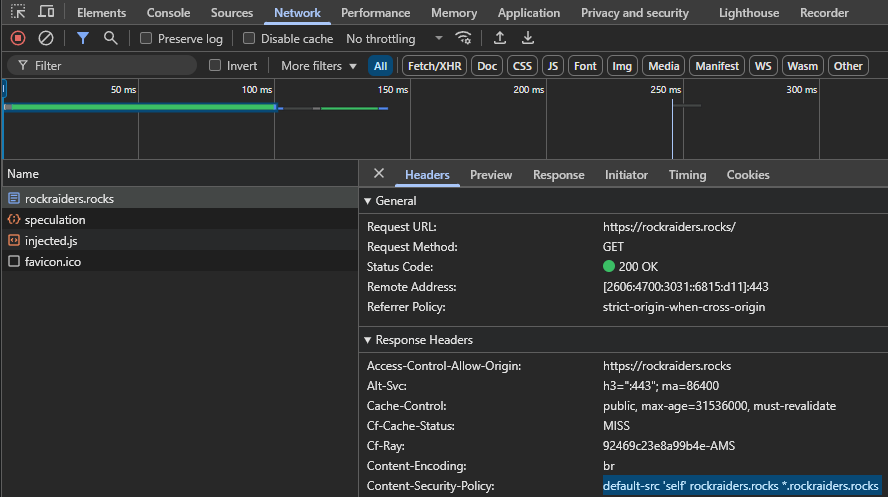 Elements Console Sources Network Performance Memory Application Privacy and security Lighthouse Recorder
Preserve log Disable cache No throttling
Filter Invert More filters All Fetch/XHR Doc CSS JS Font Img Media Manifest WS Wasm Other
50 ms 100 ms 150 ms 200 ms 250 ms 300 ms
Name
rockraiders.rocks
speculation
injected.js
favicon.ico
Headers Preview Response Initiator Timing Cookies
General
Request URL: https://rockraiders.rocks/
Request Method: GET
Status Code: 200 OK
Remote Address: [2606:4700:3031::6815:d11]:443
Referrer Policy: strict-origin-when-cross-origin
Response Headers
Access-Control-Allow-Origin: https://rockraiders.rocks
Alt-Svc: h3=":443"; ma=86400
Cache-Control: public, max-age=31536000, must-revalidate
Cf-Cache-Status: MISS
Cf-Ray: 92469c23e8a99b4e-AMS
Content-Encoding: br
Content-Security-Policy: default-src 'self' rockraiders.rocks *.rockraiders.rocks